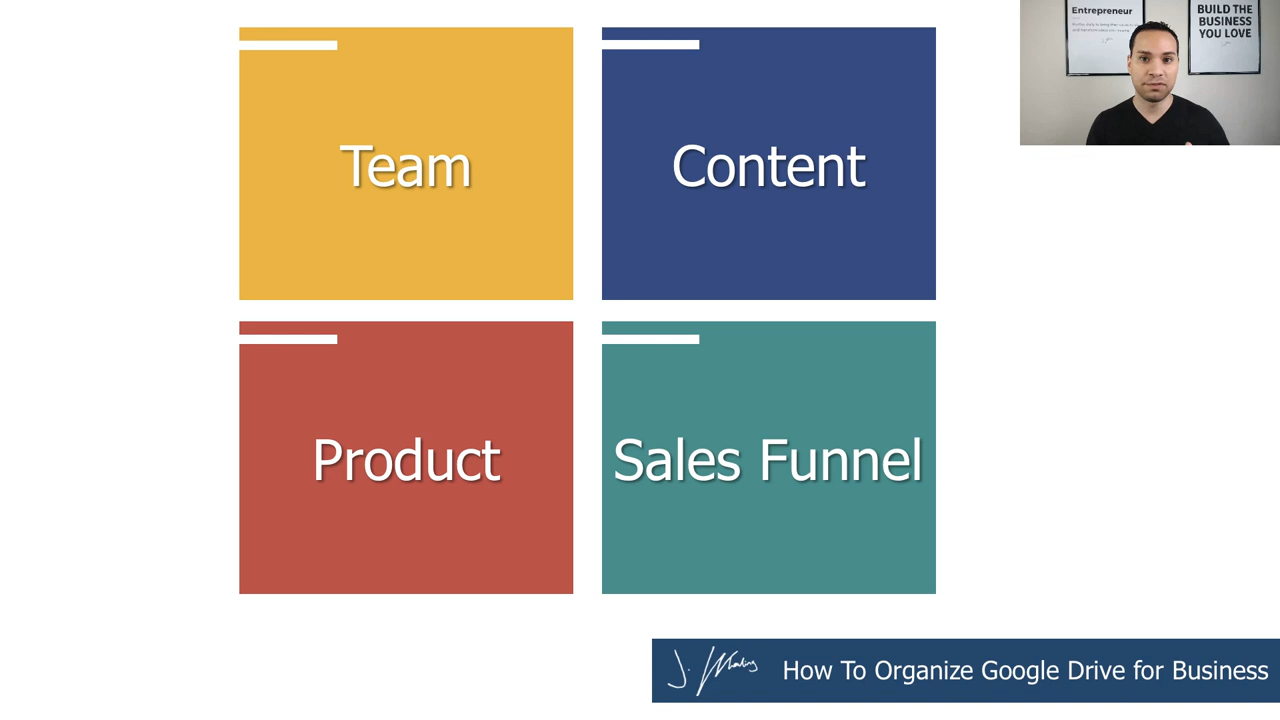 Team
Content
Product
Sales Funnel
Entrepreneur
BUILD THE
BUSINESS
YOU LOVE
How To Organize Google Drive for Business